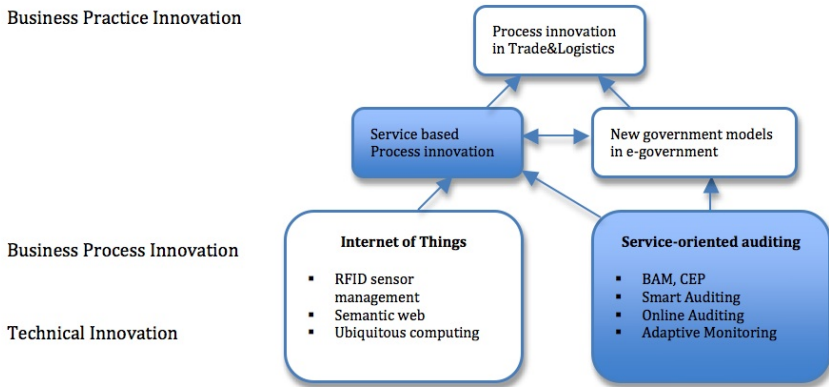 Business Practice Innovation
Process innovation
in Trade&Logistics
Service based
Process innovation
New government models
in e-government
Business Process Innovation
Internet of Things
▪ RFID sensor
management
▪ Semantic web
▪ Ubiquitous computing
Service-oriented auditing
▪ BAM, CEP
▪ Smart Auditing
▪ Online Auditing
▪ Adaptive Monitoring
Technical Innovation